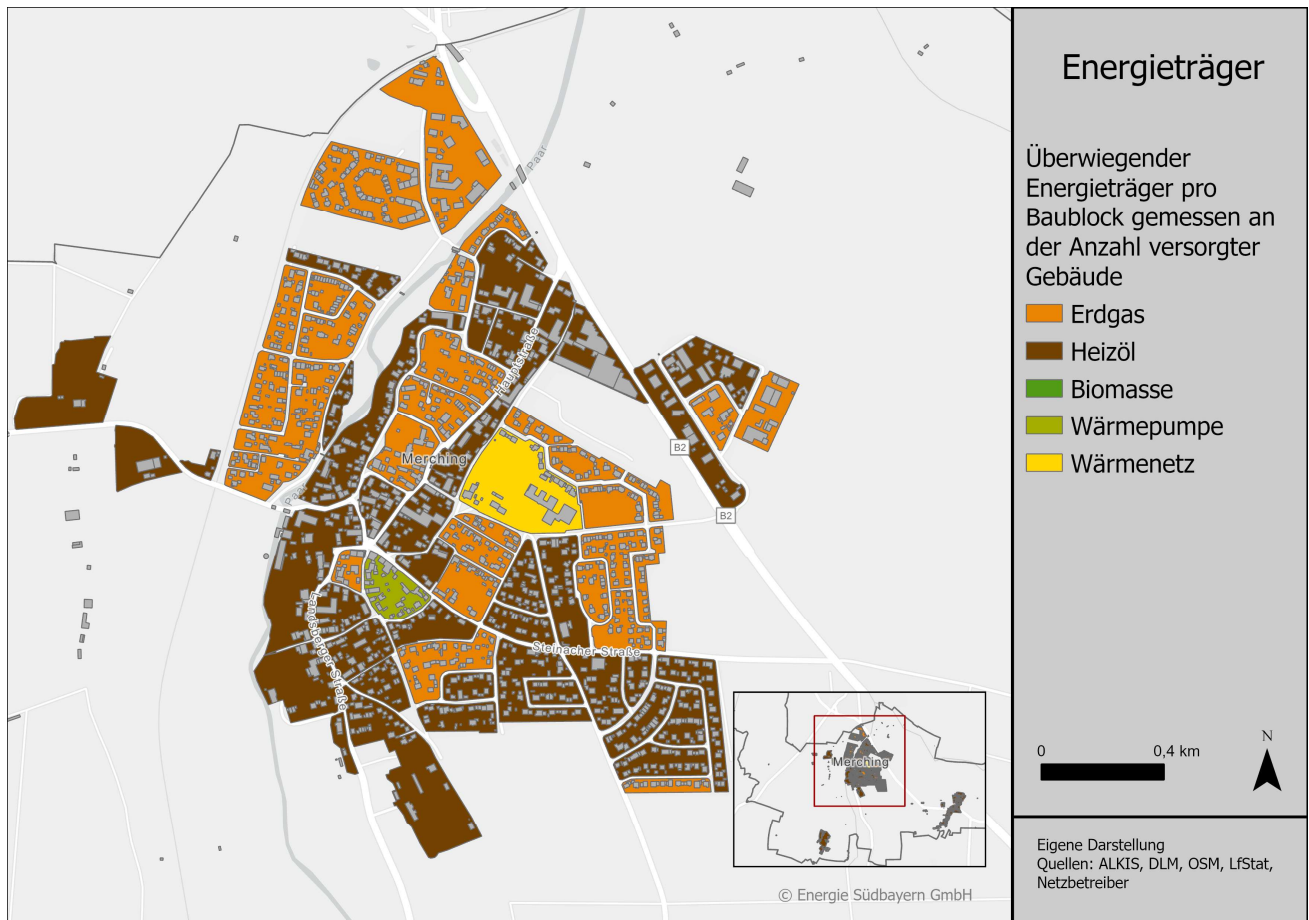 Energieträger
Überwiegender
Energieträger pro
Baublock gemessen an
der Anzahl versorgter
Gebäude
Erdgas
Heizöl
Biomasse
Wärmepumpe
Wärmenetz
0 0,4 km
N
Eigene Darstellung
Quellen: ALKIS, DLM, OSM, LfStat,
Netzbetreiber
Paar
Hauptstraße
B2
Merching
Paar
B2
Landsberger Straße
Steinacher Straße
Merching
© Energie Südbayern GmbH